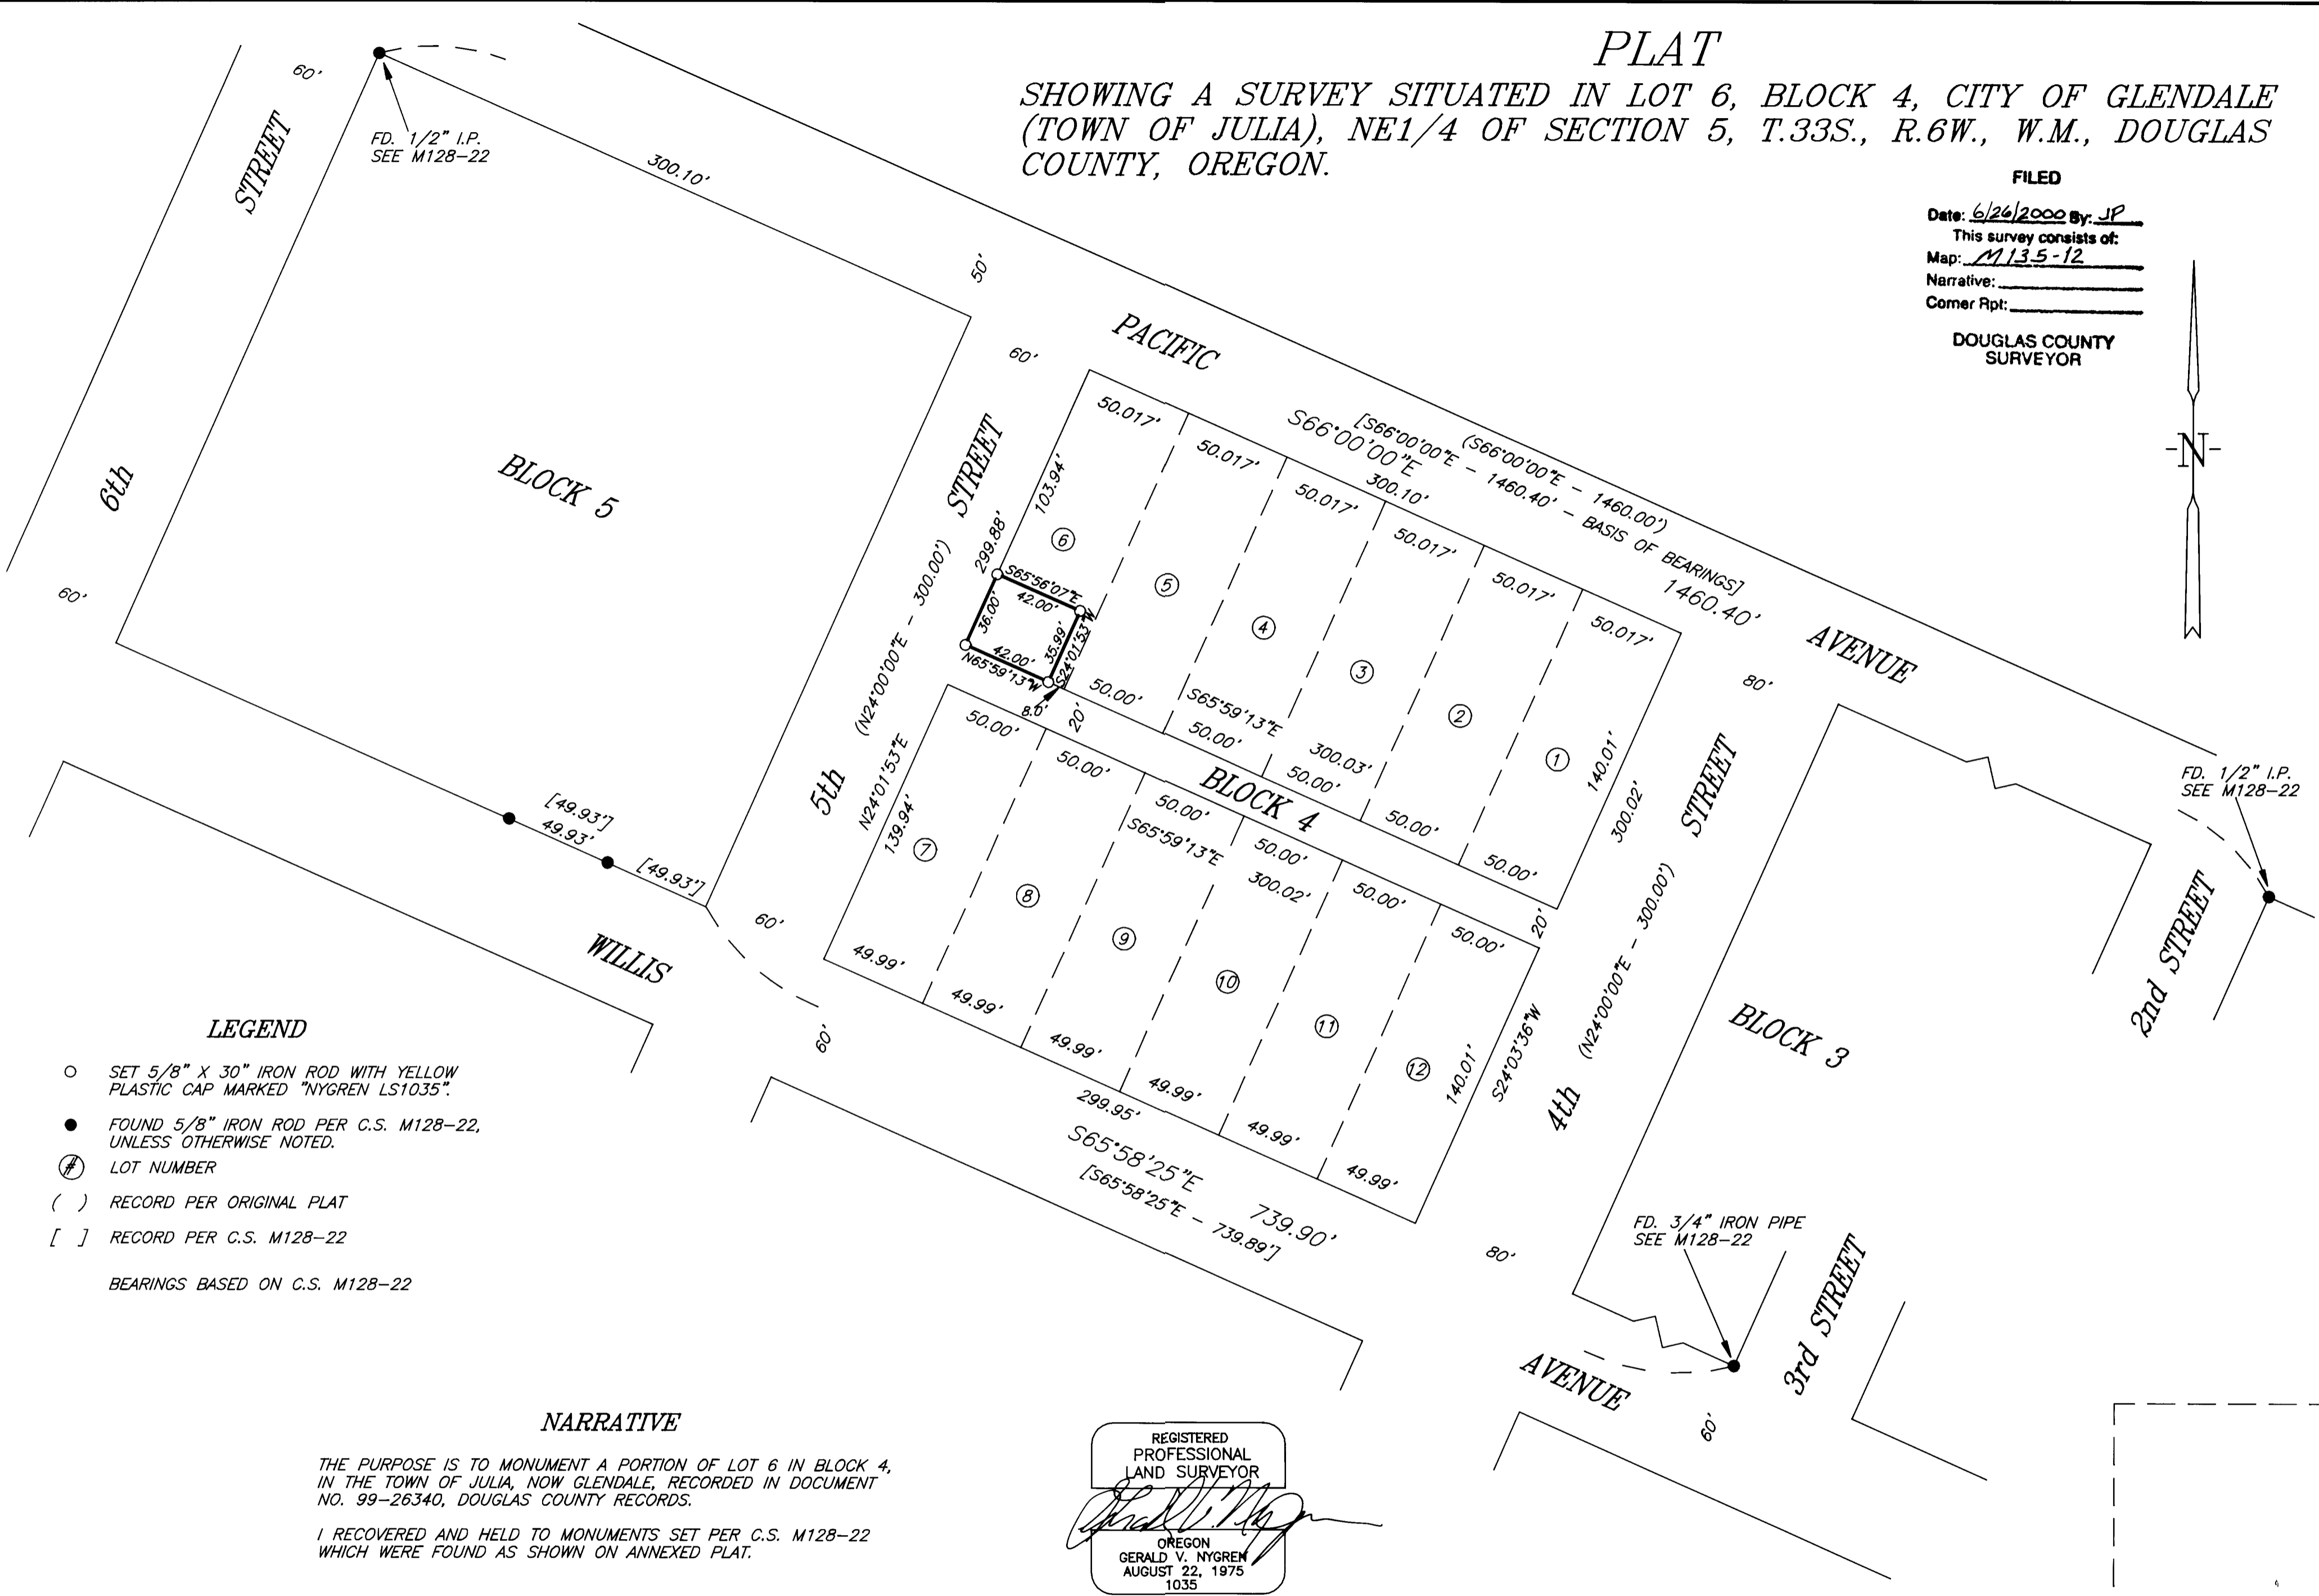 PLAT
SHOWING A SURVEY SITUATED IN LOT 6, BLOCK 4, CITY OF GLENDALE
(TOWN OF JULIA), NE1/4 OF SECTION 5, T.33S., R.6W., W.M., DOUGLAS
COUNTY, OREGON.
FILED
Date: 6/26/2000 By: JP
This survey consists of:
Map: M135-12
Narrative:
Corner Rpt:
DOUGLAS COUNTY
SURVEYOR
-N-
60'
STREET
6th
60'
FD. 1/2" I.P.
SEE M128-22
300.10'
50'
BLOCK 5
60'
PACIFIC
AVENUE
(S66°00'00"E - 1460.00')
[S66°00'00"E - 1460.40' - BASIS OF BEARINGS]
S66°00'00"E
1460.40'
300.10'
50.017'
50.017'
50.017'
50.017'
50.017'
50.017'
STREET
5th
(N24°00'00"E - 300.00')
299.88'
103.94'
6
5
4
3
2
1
S65°56'07"E
42.00'
36.00'
35.99'
S24°01'53"W
42.00'
N65°59'13"W
8.0'
20'
50.00'
50.00'
50.00'
50.00'
50.00'
S65°59'13"E
300.03'
140.01'
300.02'
80'
STREET
4th
(N24°00'00"E - 300.00')
BLOCK 4
20'
50.00'
50.00'
50.00'
50.00'
50.00'
50.00'
S65°59'13"E
300.02'
N24°01'53"E
139.94'
7
8
9
10
11
12
140.01'
S24°03'36"W
49.99'
49.99'
49.99'
49.99'
49.99'
49.99'
299.95'
S65°58'25"E
739.90'
[S65°58'25"E - 739.89']
[49.93']
49.93'
[49.93']
60'
60'
WILLIS
AVENUE
80'
BLOCK 3
FD. 1/2" I.P.
SEE M128-22
2nd STREET
FD. 3/4" IRON PIPE
SEE M128-22
3rd STREET
60'
LEGEND
SET 5/8" X 30" IRON ROD WITH YELLOW
PLASTIC CAP MARKED "NYGREN LS1035".
FOUND 5/8" IRON ROD PER C.S. M128-22,
UNLESS OTHERWISE NOTED.
# LOT NUMBER
( ) RECORD PER ORIGINAL PLAT
[ ] RECORD PER C.S. M128-22
BEARINGS BASED ON C.S. M128-22
NARRATIVE
THE PURPOSE IS TO MONUMENT A PORTION OF LOT 6 IN BLOCK 4,
IN THE TOWN OF JULIA, NOW GLENDALE, RECORDED IN DOCUMENT
NO. 99-26340, DOUGLAS COUNTY RECORDS.
I RECOVERED AND HELD TO MONUMENTS SET PER C.S. M128-22
WHICH WERE FOUND AS SHOWN ON ANNEXED PLAT.
REGISTERED
PROFESSIONAL
LAND SURVEYOR
OREGON
GERALD V. NYGREN
AUGUST 22, 1975
1035